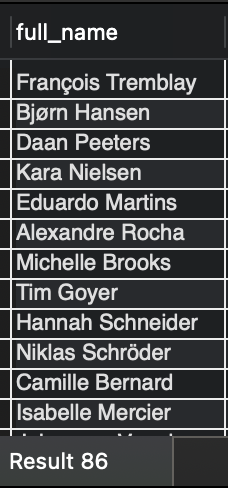 full_name
François Tremblay
Bjørn Hansen
Daan Peeters
Kara Nielsen
Eduardo Martins
Alexandre Rocha
Michelle Brooks
Tim Goyer
Hannah Schneider
Niklas Schröder
Camille Bernard
Isabelle Mercier
Result 86